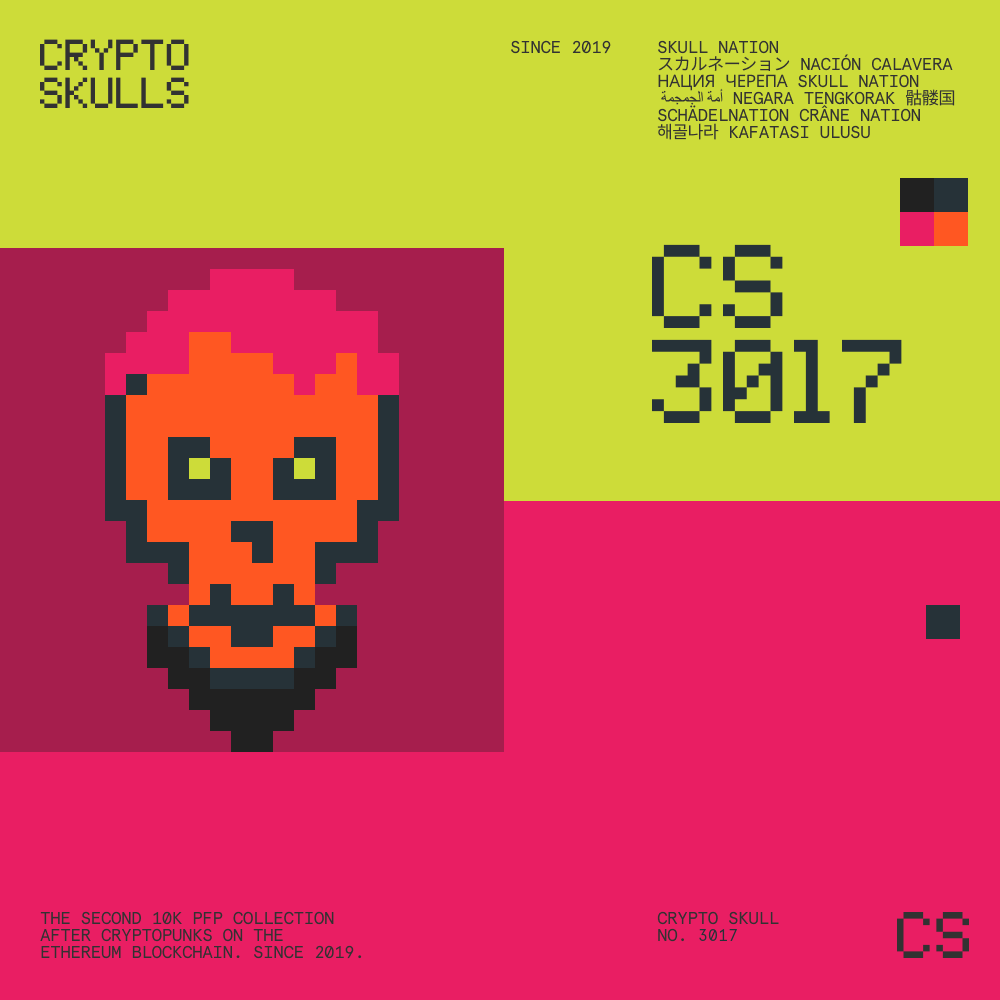 CRYPTO
SKULLS
SINCE 2019
SKULL NATION
スカルネーション NACIÓN CALAVERA
НАЦИЯ ЧЕРЕПА SKULL NATION
أمة الجمجمة NEGARA TENGKORAK 骷髅国
SCHÄDELNATION CRÂNE NATION
해골나라 KAFATASI ULUSU
CS
3017
THE SECOND 10K PFP COLLECTION
AFTER CRYPTOPUNKS ON THE
ETHEREUM BLOCKCHAIN. SINCE 2019.
CRYPTO SKULL
NO. 3017
CS